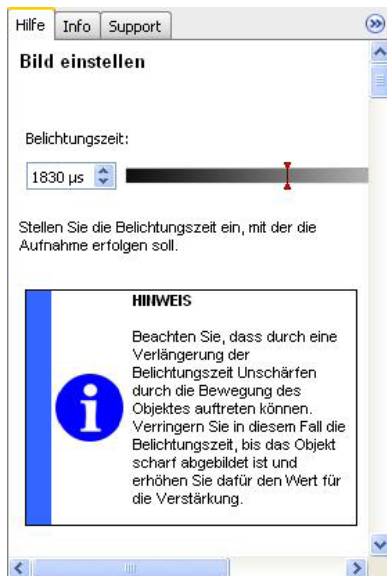 Hilfe Info Support
Bild einstellen
Belichtungszeit:
1830 µs
Stellen Sie die Belichtungszeit ein, mit der die
Aufnahme erfolgen soll.
HINWEIS
Beachten Sie, dass durch eine
Verlängerung der
Belichtungszeit Unschärfen
durch die Bewegung des
Objektes auftreten können.
Verringern Sie in diesem Fall die
Belichtungszeit, bis das Objekt
scharf abgebildet ist und
erhöhen Sie dafür den Wert für
die Verstärkung.